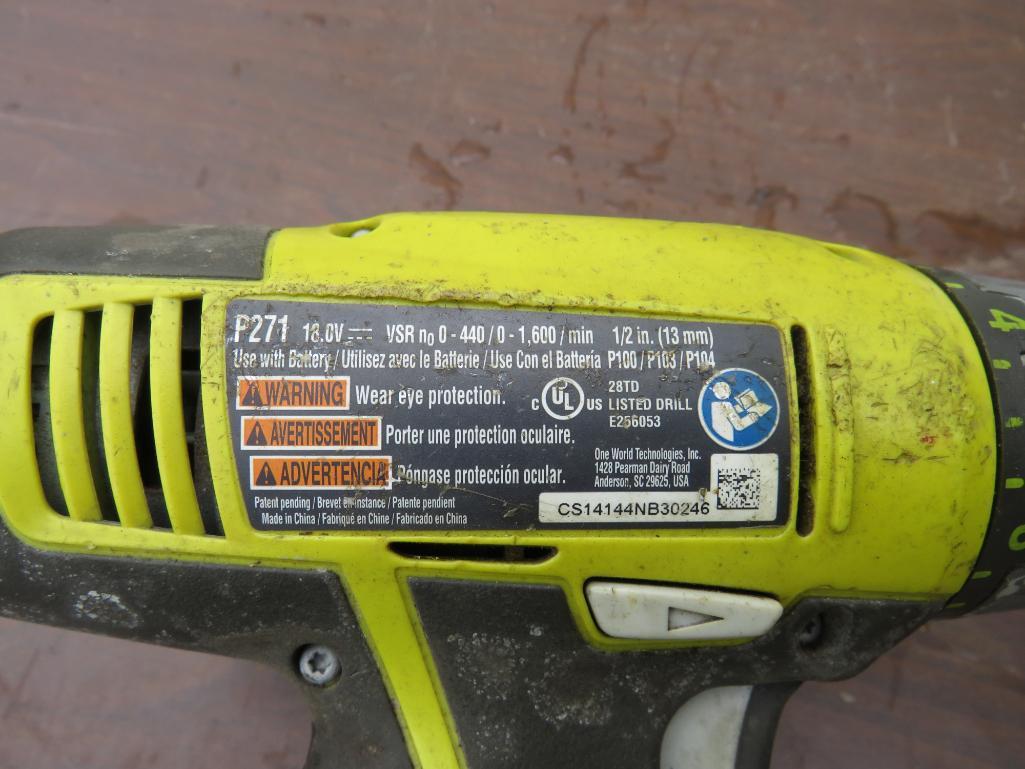 P271 18.0V ⎓ VSR n₀ 0 - 440 / 0 - 1,600 / min 1/2 in. (13 mm)
Use with Battery / Utilisez avec le Batterie / Use Con el Batteria P100 / P103 / P104
WARNING Wear eye protection.
AVERTISSEMENT Porter une protection oculaire.
ADVERTENCIA Póngase protección ocular.
Patent pending / Brevet en instance / Patente pendient
Made in China / Fabriqué en Chine / Fabricado en China
C UL US
28TD
LISTED DRILL
E256053
One World Technologies, Inc.
1428 Pearman Dairy Road
Anderson, SC 29625, USA
CS14144NB30246
4